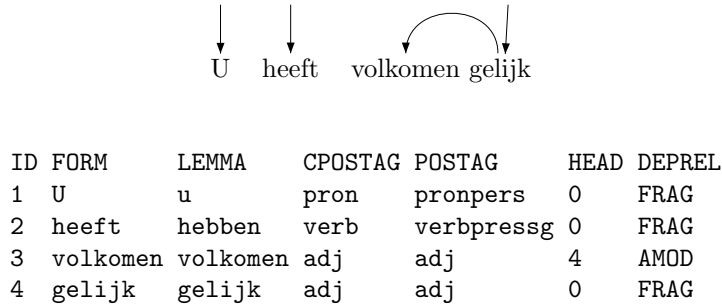 U heeft volkomen gelijk
ID FORM LEMMA CPOSTAG POSTAG HEAD DEPREL
1 U u pron pronpers 0 FRAG
2 heeft hebben verb verbpressg 0 FRAG
3 volkomen volkomen adj adj 4 AMOD
4 gelijk gelijk adj adj 0 FRAG